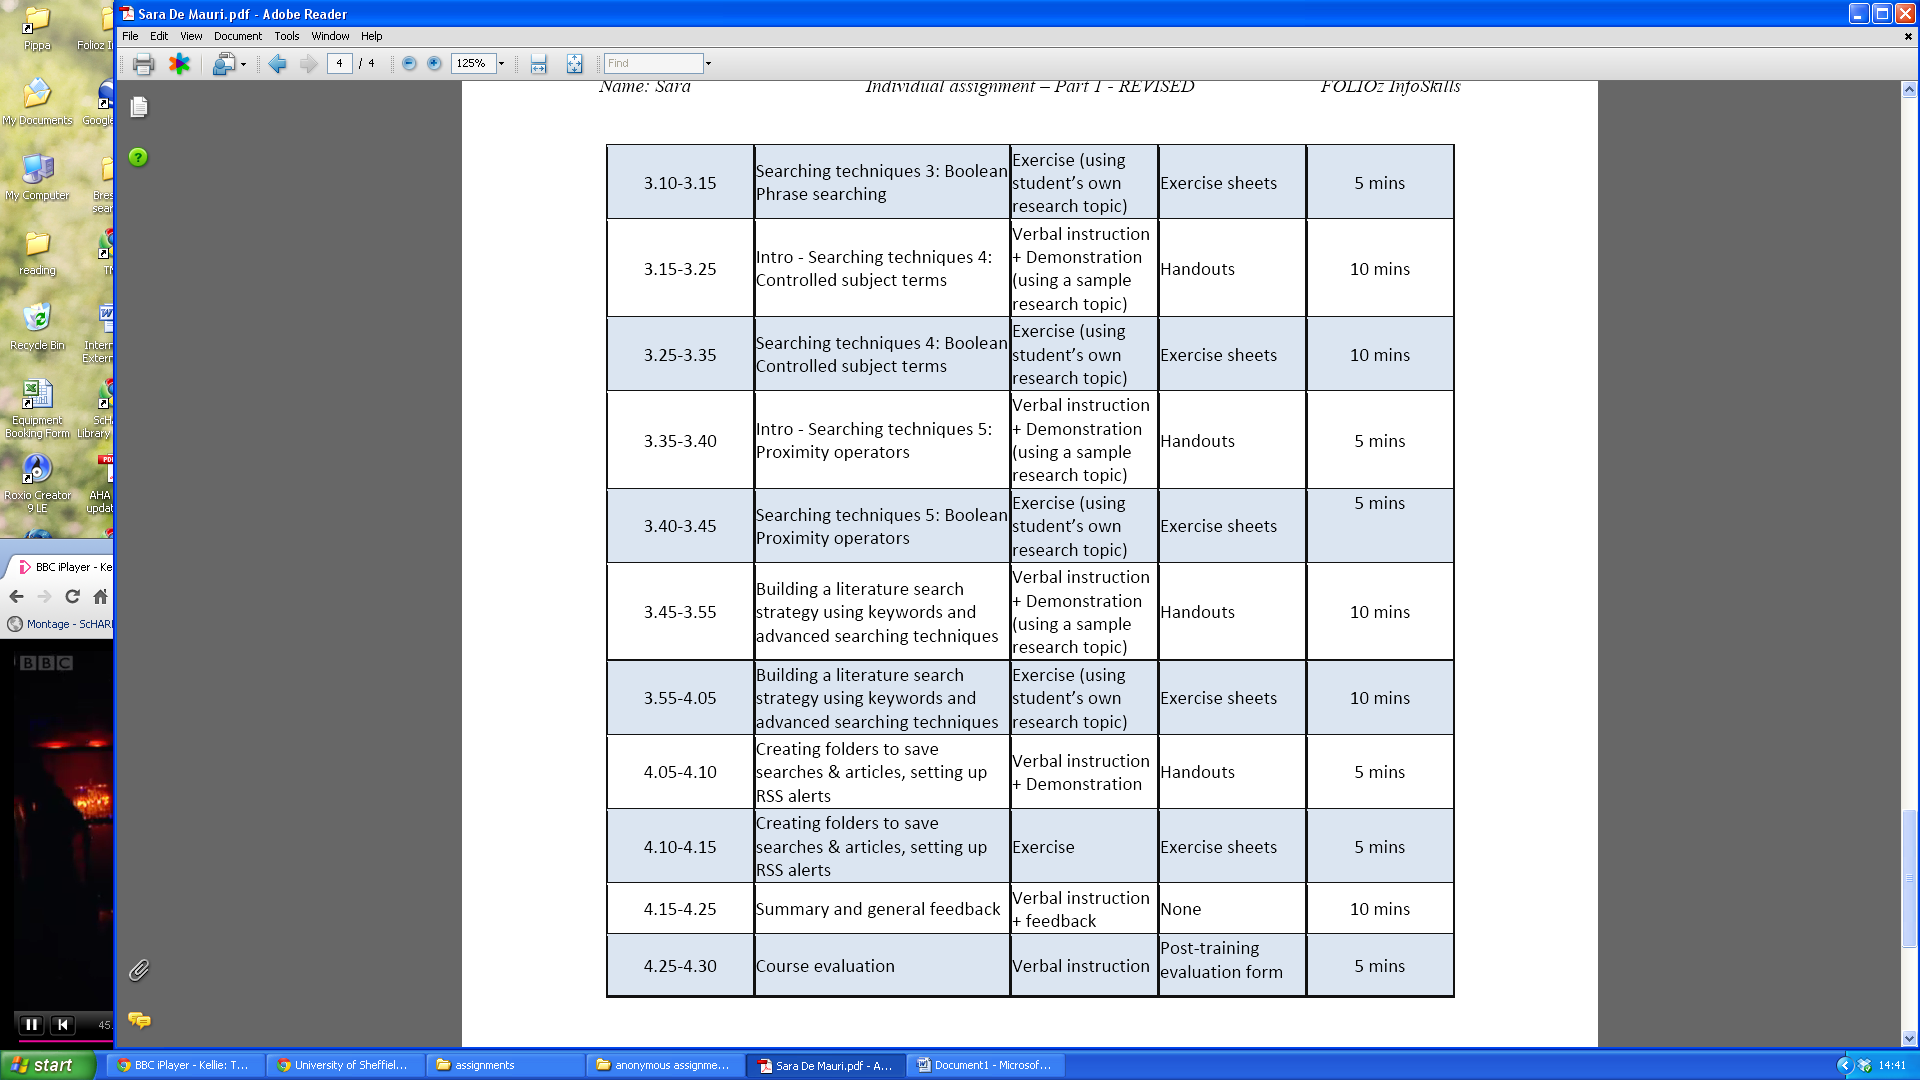 Sara De Mauri.pdf - Adobe Reader
File Edit View Document Tools Window Help
4 / 4 125% Find
Pippa
My Documents
My Computer
reading
Recycle Bin
Equipment
Booking Form
Roxio Creator
9 LE
Name: Sara Individual assignment – Part 1 - REVISED FOLIOz InfoSkills
3.10-3.15
Searching techniques 3: Boolean
Phrase searching
Exercise (using
student’s own
research topic)
Exercise sheets
5 mins
3.15-3.25
Intro - Searching techniques 4:
Controlled subject terms
Verbal instruction
+ Demonstration
(using a sample
research topic)
Handouts
10 mins
3.25-3.35
Searching techniques 4: Boolean
Controlled subject terms
Exercise (using
student’s own
research topic)
Exercise sheets
10 mins
3.35-3.40
Intro - Searching techniques 5:
Proximity operators
Verbal instruction
+ Demonstration
(using a sample
research topic)
Handouts
5 mins
3.40-3.45
Searching techniques 5: Boolean
Proximity operators
Exercise (using
student’s own
research topic)
Exercise sheets
5 mins
3.45-3.55
Building a literature search
strategy using keywords and
advanced searching techniques
Verbal instruction
+ Demonstration
(using a sample
research topic)
Handouts
10 mins
3.55-4.05
Building a literature search
strategy using keywords and
advanced searching techniques
Exercise (using
student’s own
research topic)
Exercise sheets
10 mins
4.05-4.10
Creating folders to save
searches & articles, setting up
RSS alerts
Verbal instruction
+ Demonstration
Handouts
5 mins
4.10-4.15
Creating folders to save
searches & articles, setting up
RSS alerts
Exercise
Exercise sheets
5 mins
4.15-4.25
Summary and general feedback
Verbal instruction
+ feedback
None
10 mins
4.25-4.30
Course evaluation
Verbal instruction
Post-training
evaluation form
5 mins
BBC iPlayer - Ke
Montage - ScHARR
BBC
45.
start
BBC iPlayer - Kellie: T...
University of Sheffiel...
assignments
anonymous assignme...
Sara De Mauri.pdf - A...
Document1 - Microsof...
14:41